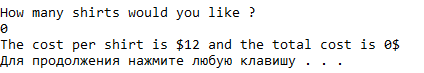 How many shirts would you like ?
0
The cost per shirt is $12 and the total cost is 0$
Для продолжения нажмите любую клавишу . . .